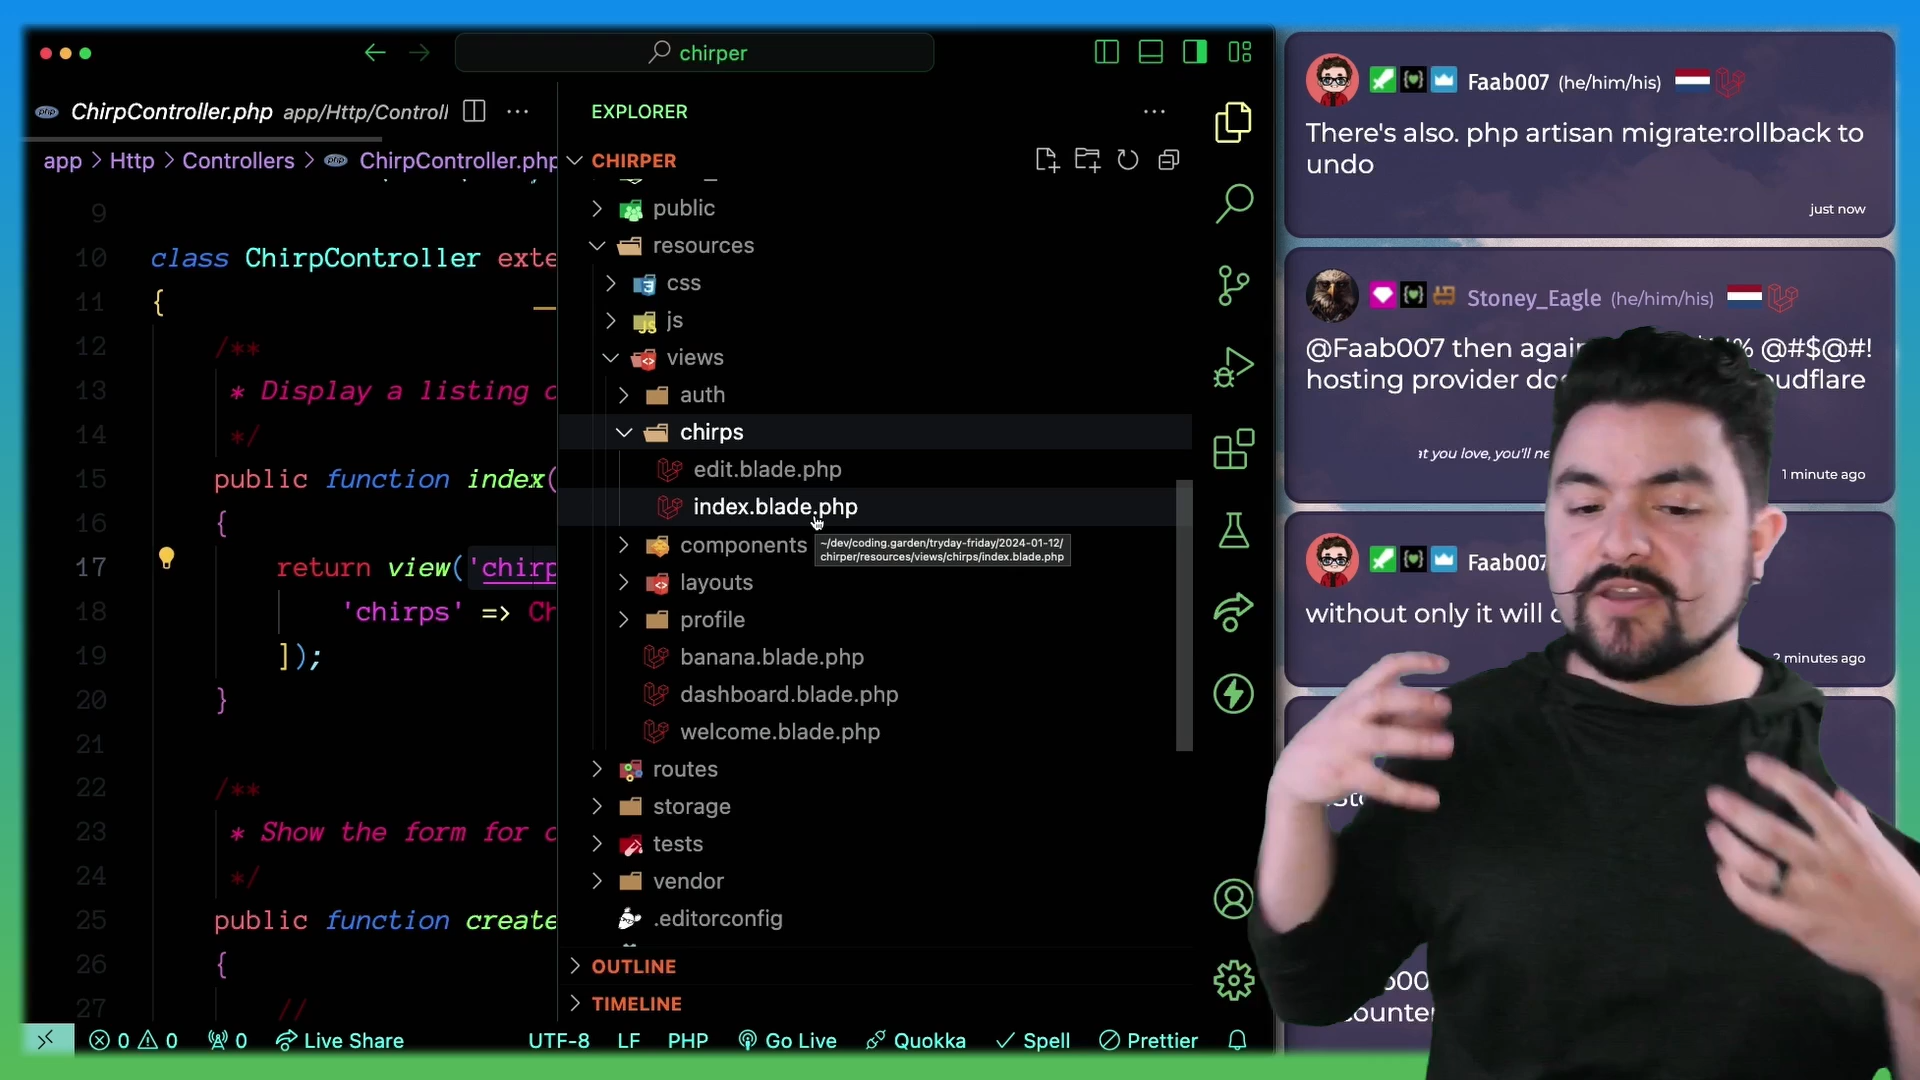 chirper
ChirpController.php app/Http/Controll
app > Http > Controllers > ChirpController.php
9
10 class ChirpController exte
11 {
12 /**
13 * Display a listing
14 */
15 public function index(
16 {
17 return view('chirp
18 'chirps' => Ch
19 ]);
20 }
21
22 /**
23 * Show the form for
24 */
25 public function create
26 {
27 //
EXPLORER
CHIRPER
public
resources
css
js
views
auth
chirps
edit.blade.php
index.blade.php
~/dev/coding.garden/tryday-friday/2024-01-12/
chirper/resources/views/chirps/index.blade.php
components
layouts
profile
banana.blade.php
dashboard.blade.php
welcome.blade.php
routes
storage
tests
vendor
.editorconfig
OUTLINE
TIMELINE
0 0 0 Live Share UTF-8 LF PHP Go Live Quokka Spell Prettier
Faab007 (he/him/his)
There's also. php artisan migrate:rollback to
undo
just now
Stoney_Eagle (he/him/his)
@Faab007 then % @#$@#!
hosting provider
at you love, you'll
1 minute ago
Faab007
without only it will
2 minutes ago